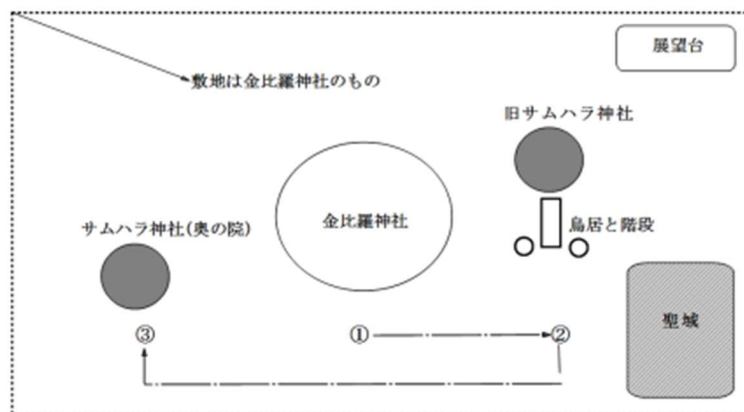 展望台
敷地は金比羅神社のもの
旧サムハラ神社
金比羅神社
鳥居と階段
サムハラ神社(奥の院)
聖城
③
①
②